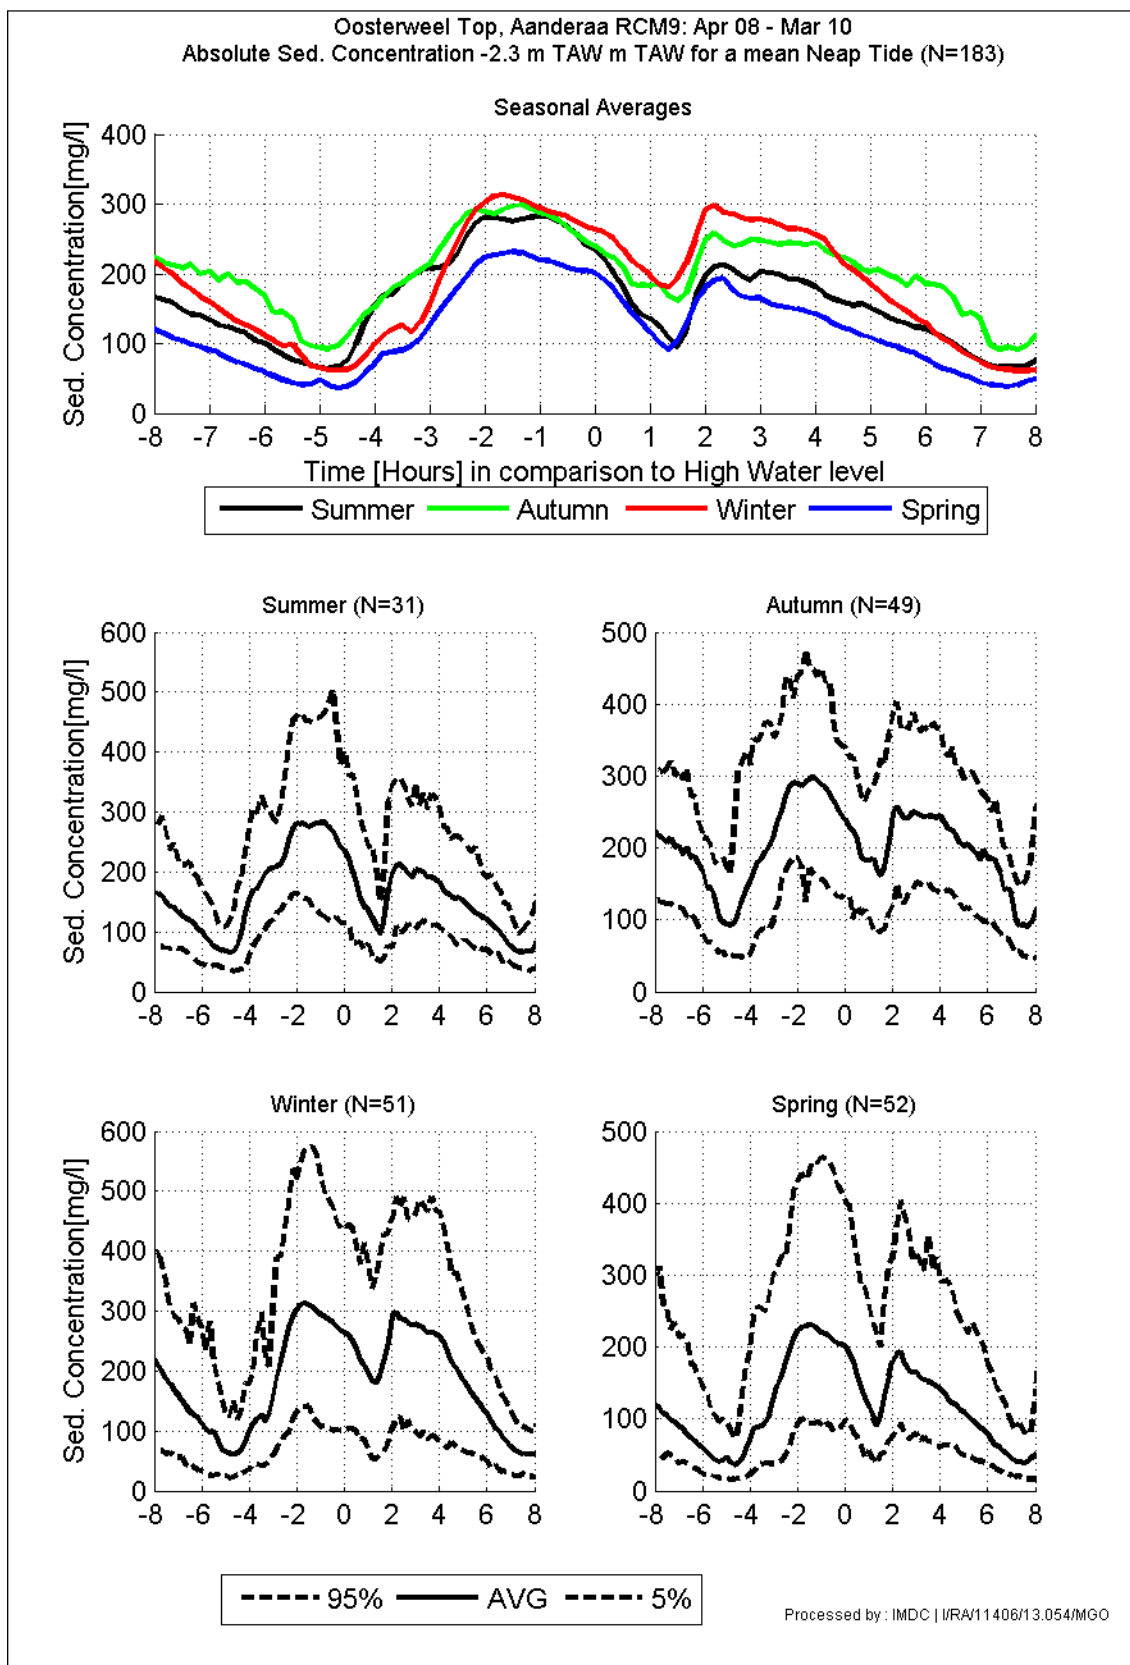 Oosterweel Top, Aanderaa RCM9: Apr 08 - Mar 10
Absolute Sed. Concentration -2.3 m TAW m TAW for a mean Neap Tide (N=183)
Seasonal Averages
Sed. Concentration[mg/l]
400
300
200
100
0
-8 -7 -6 -5 -4 -3 -2 -1 0 1 2 3 4 5 6 7 8
Time [Hours] in comparison to High Water level
Summer Autumn Winter Spring
Summer (N=31)
Sed. Concentration[mg/l]
600
500
400
300
200
100
0
-8 -6 -4 -2 0 2 4 6 8
Autumn (N=49)
500
400
300
200
100
0
-8 -6 -4 -2 0 2 4 6 8
Winter (N=51)
Sed. Concentration[mg/l]
600
500
400
300
200
100
0
-8 -6 -4 -2 0 2 4 6 8
Spring (N=52)
500
400
300
200
100
0
-8 -6 -4 -2 0 2 4 6 8
95% AVG 5%
Processed by : IMDC | I/RA/11406/13.054/MGO